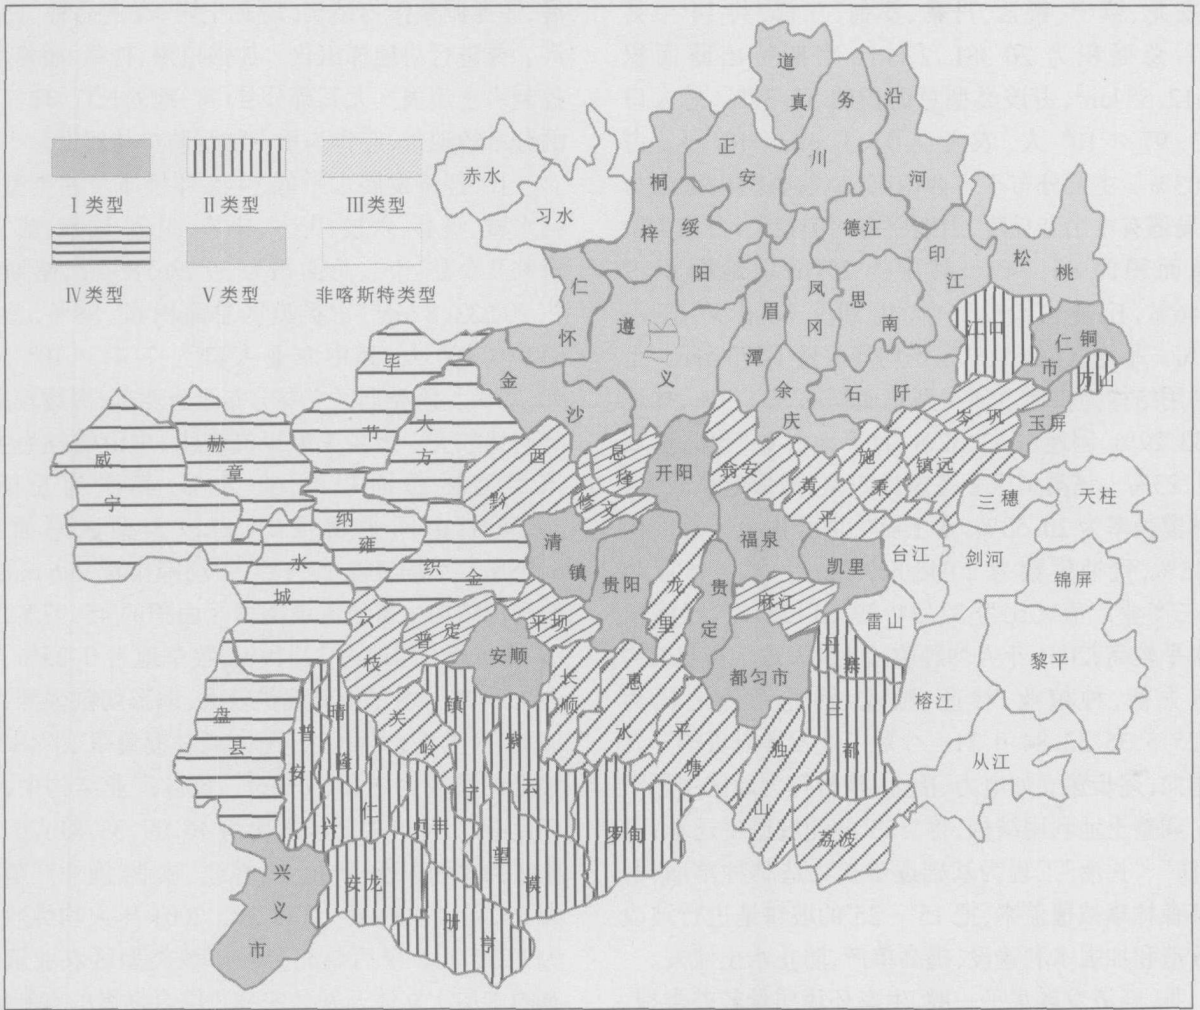 I类型
II类型
III类型
IV类型
V类型
非喀斯特类型
道真
务川
沿河
正安
桐梓
绥阳
赤水
习水
德江
印江
松桃
仁怀
遵义
湄潭
凤冈
思南
江口
铜仁市
万山
毕节
金沙
余庆
石阡
岑巩
玉屏
威宁
赫章
大方
黔西
息烽
修文
开阳
瓮安
黄平
施秉
镇远
三穗
天柱
纳雍
水城
织金
清镇
贵阳
龙里
贵定
福泉
凯里
台江
剑河
锦屏
麻江
雷山
六枝
普定
平坝
安顺
长顺
惠水
都匀市
丹寨
黎平
榕江
盘县
普安
晴隆
关岭
镇宁
紫云
平塘
独山
三都
从江
兴仁
贞丰
罗甸
荔波
望谟
安龙
册亨
兴义市